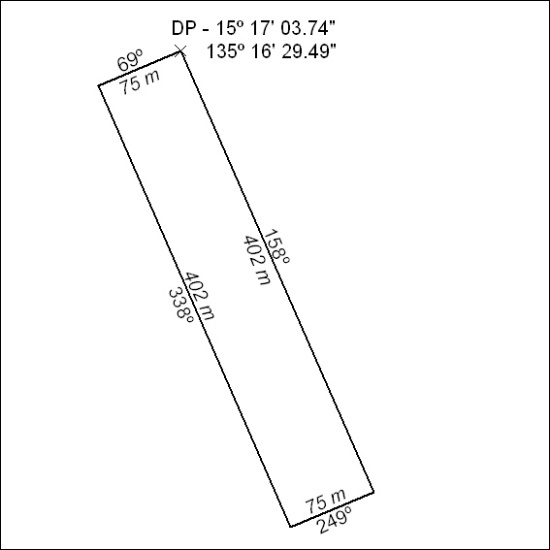 DP - 15º 17' 03.74"
135º 16' 29.49"
69º
75 m
158º
402 m
402 m
338º
75 m
249º